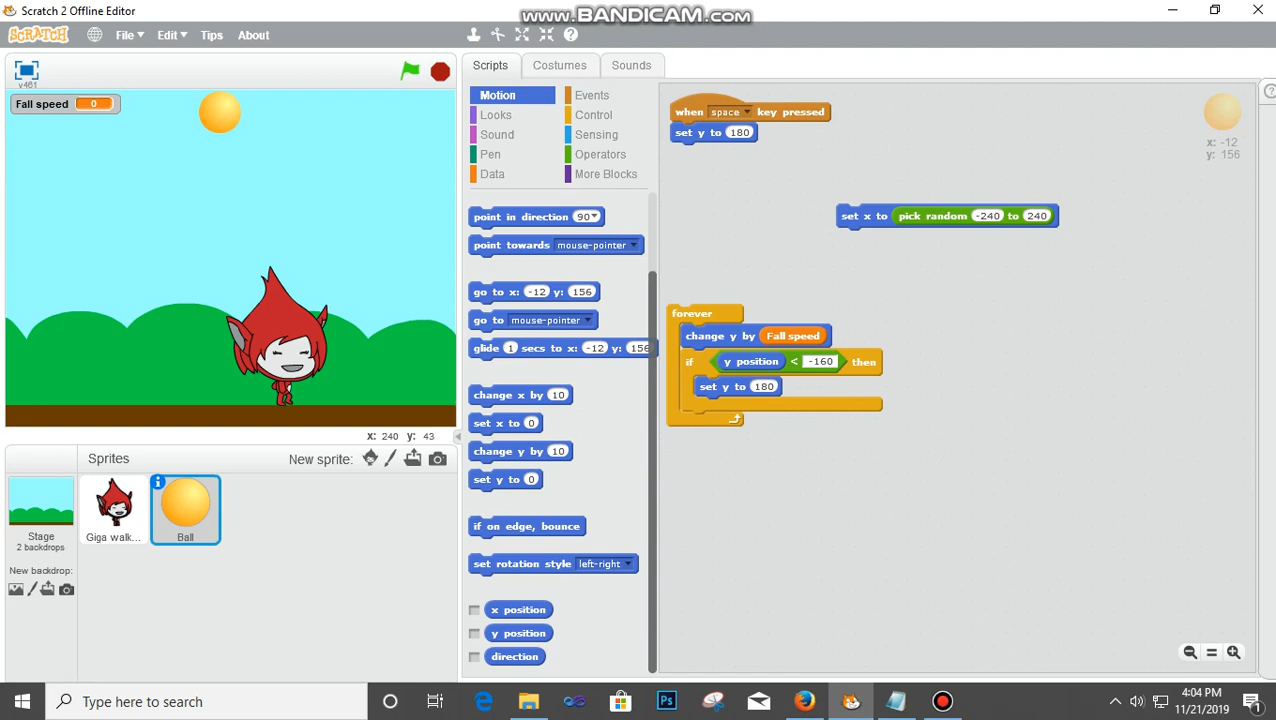 Scratch 2 Offline Editor
www.BANDICAM.com
SCRATCH File Edit Tips About
v461
Fall speed 0
x: 240 y: 43
Sprites New sprite:
Stage
2 backdrops
New backdrop:
Giga walk...
Ball
Scripts Costumes Sounds
Motion Events
Looks Control
Sound Sensing
Pen Operators
Data More Blocks
point in direction 90
point towards mouse-pointer
go to x: -12 y: 156
go to mouse-pointer
glide 1 secs to x: -12 y: 156
change x by 10
set x to 0
change y by 10
set y to 0
if on edge, bounce
set rotation style left-right
x position
y position
direction
when space key pressed
set y to 180
x: -12
y: 156
set x to pick random -240 to 240
forever
change y by Fall speed
if y position < -160 then
set y to 180
Type here to search
4:04 PM
11/21/2019
1